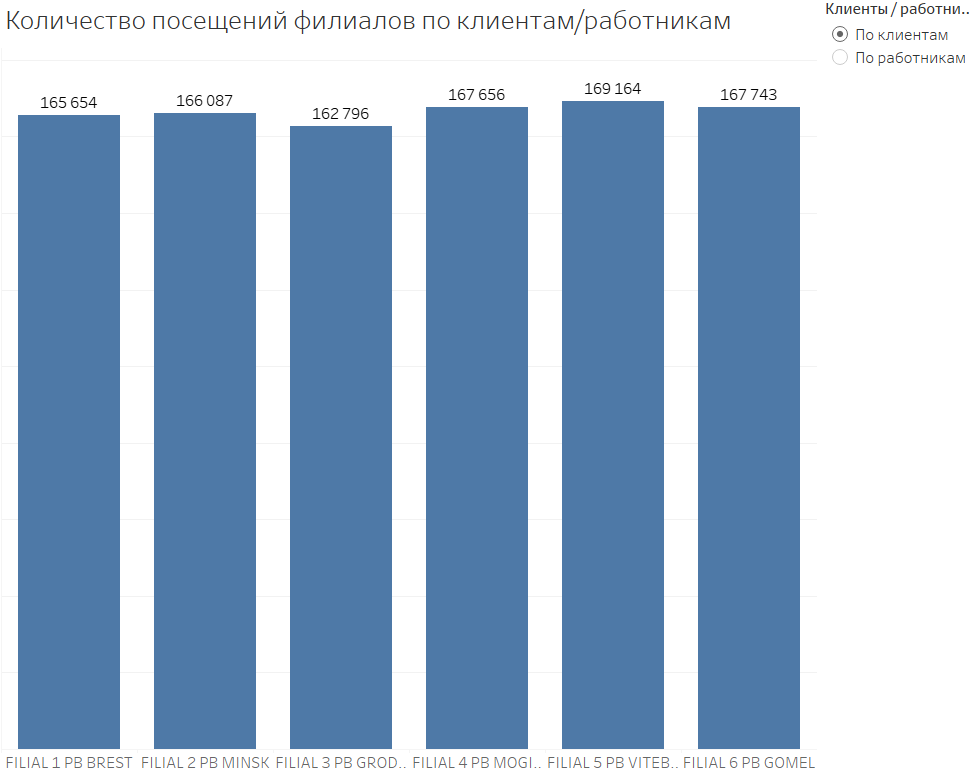 Количество посещений филиалов по клиентам/работникам
Клиенты / работни..
По клиентам
По работникам
165 654
166 087
162 796
167 656
169 164
167 743
FILIAL 1 PB BREST
FILIAL 2 PB MINSK
FILIAL 3 PB GROD..
FILIAL 4 PB MOGI..
FILIAL 5 PB VITEB..
FILIAL 6 PB GOMEL